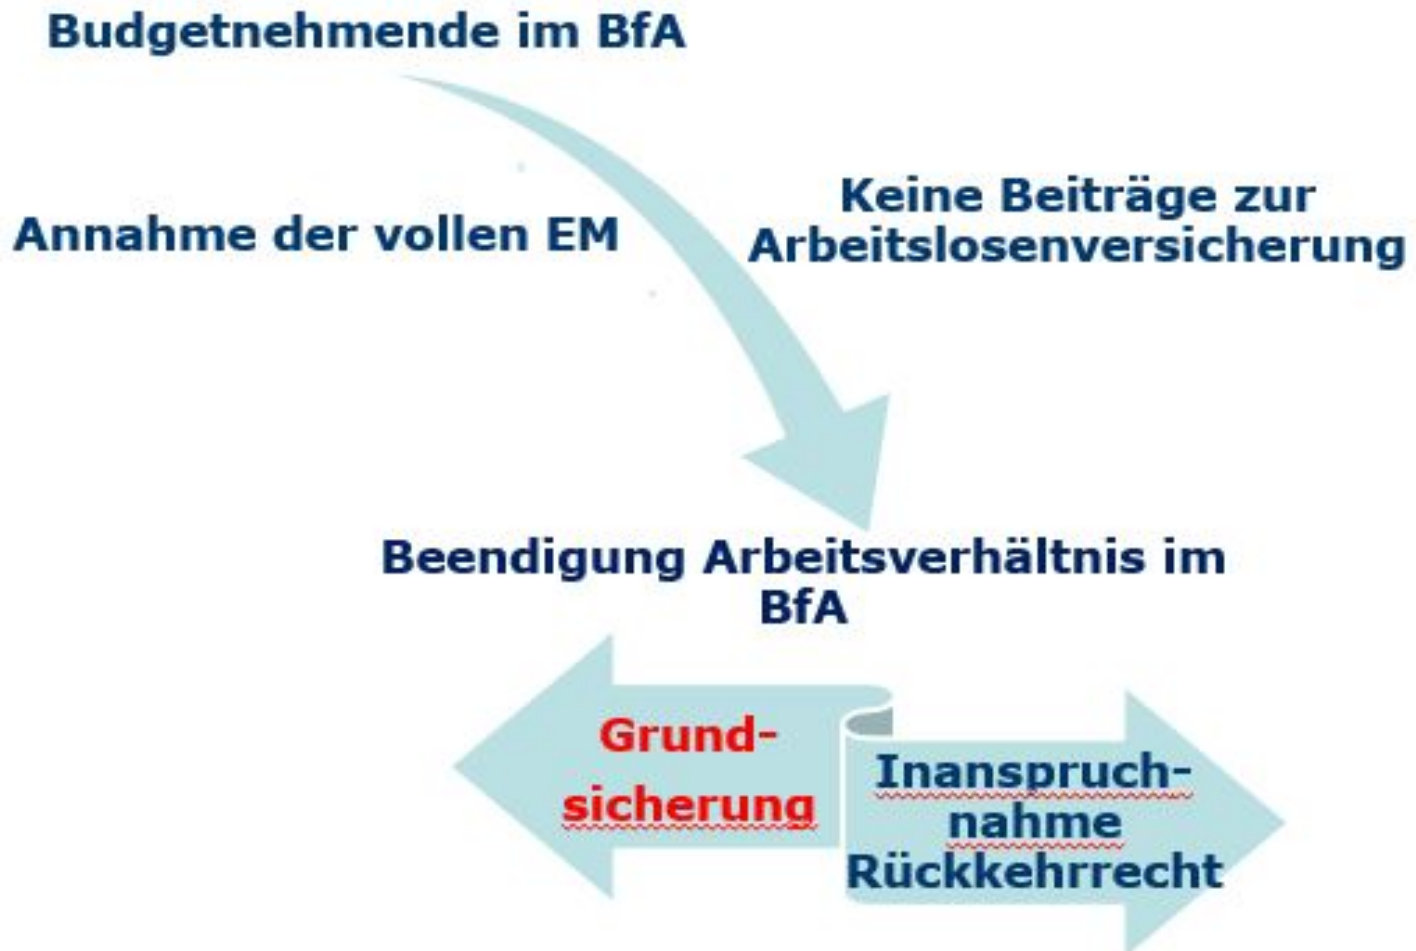 Budgetnehmende im BfA
Annahme der vollen EM
Keine Beiträge zur
Arbeitslosenversicherung
Beendigung Arbeitsverhältnis im
BfA
Grund-
sicherung
Inanspruch-
nahme
Rückkehrrecht